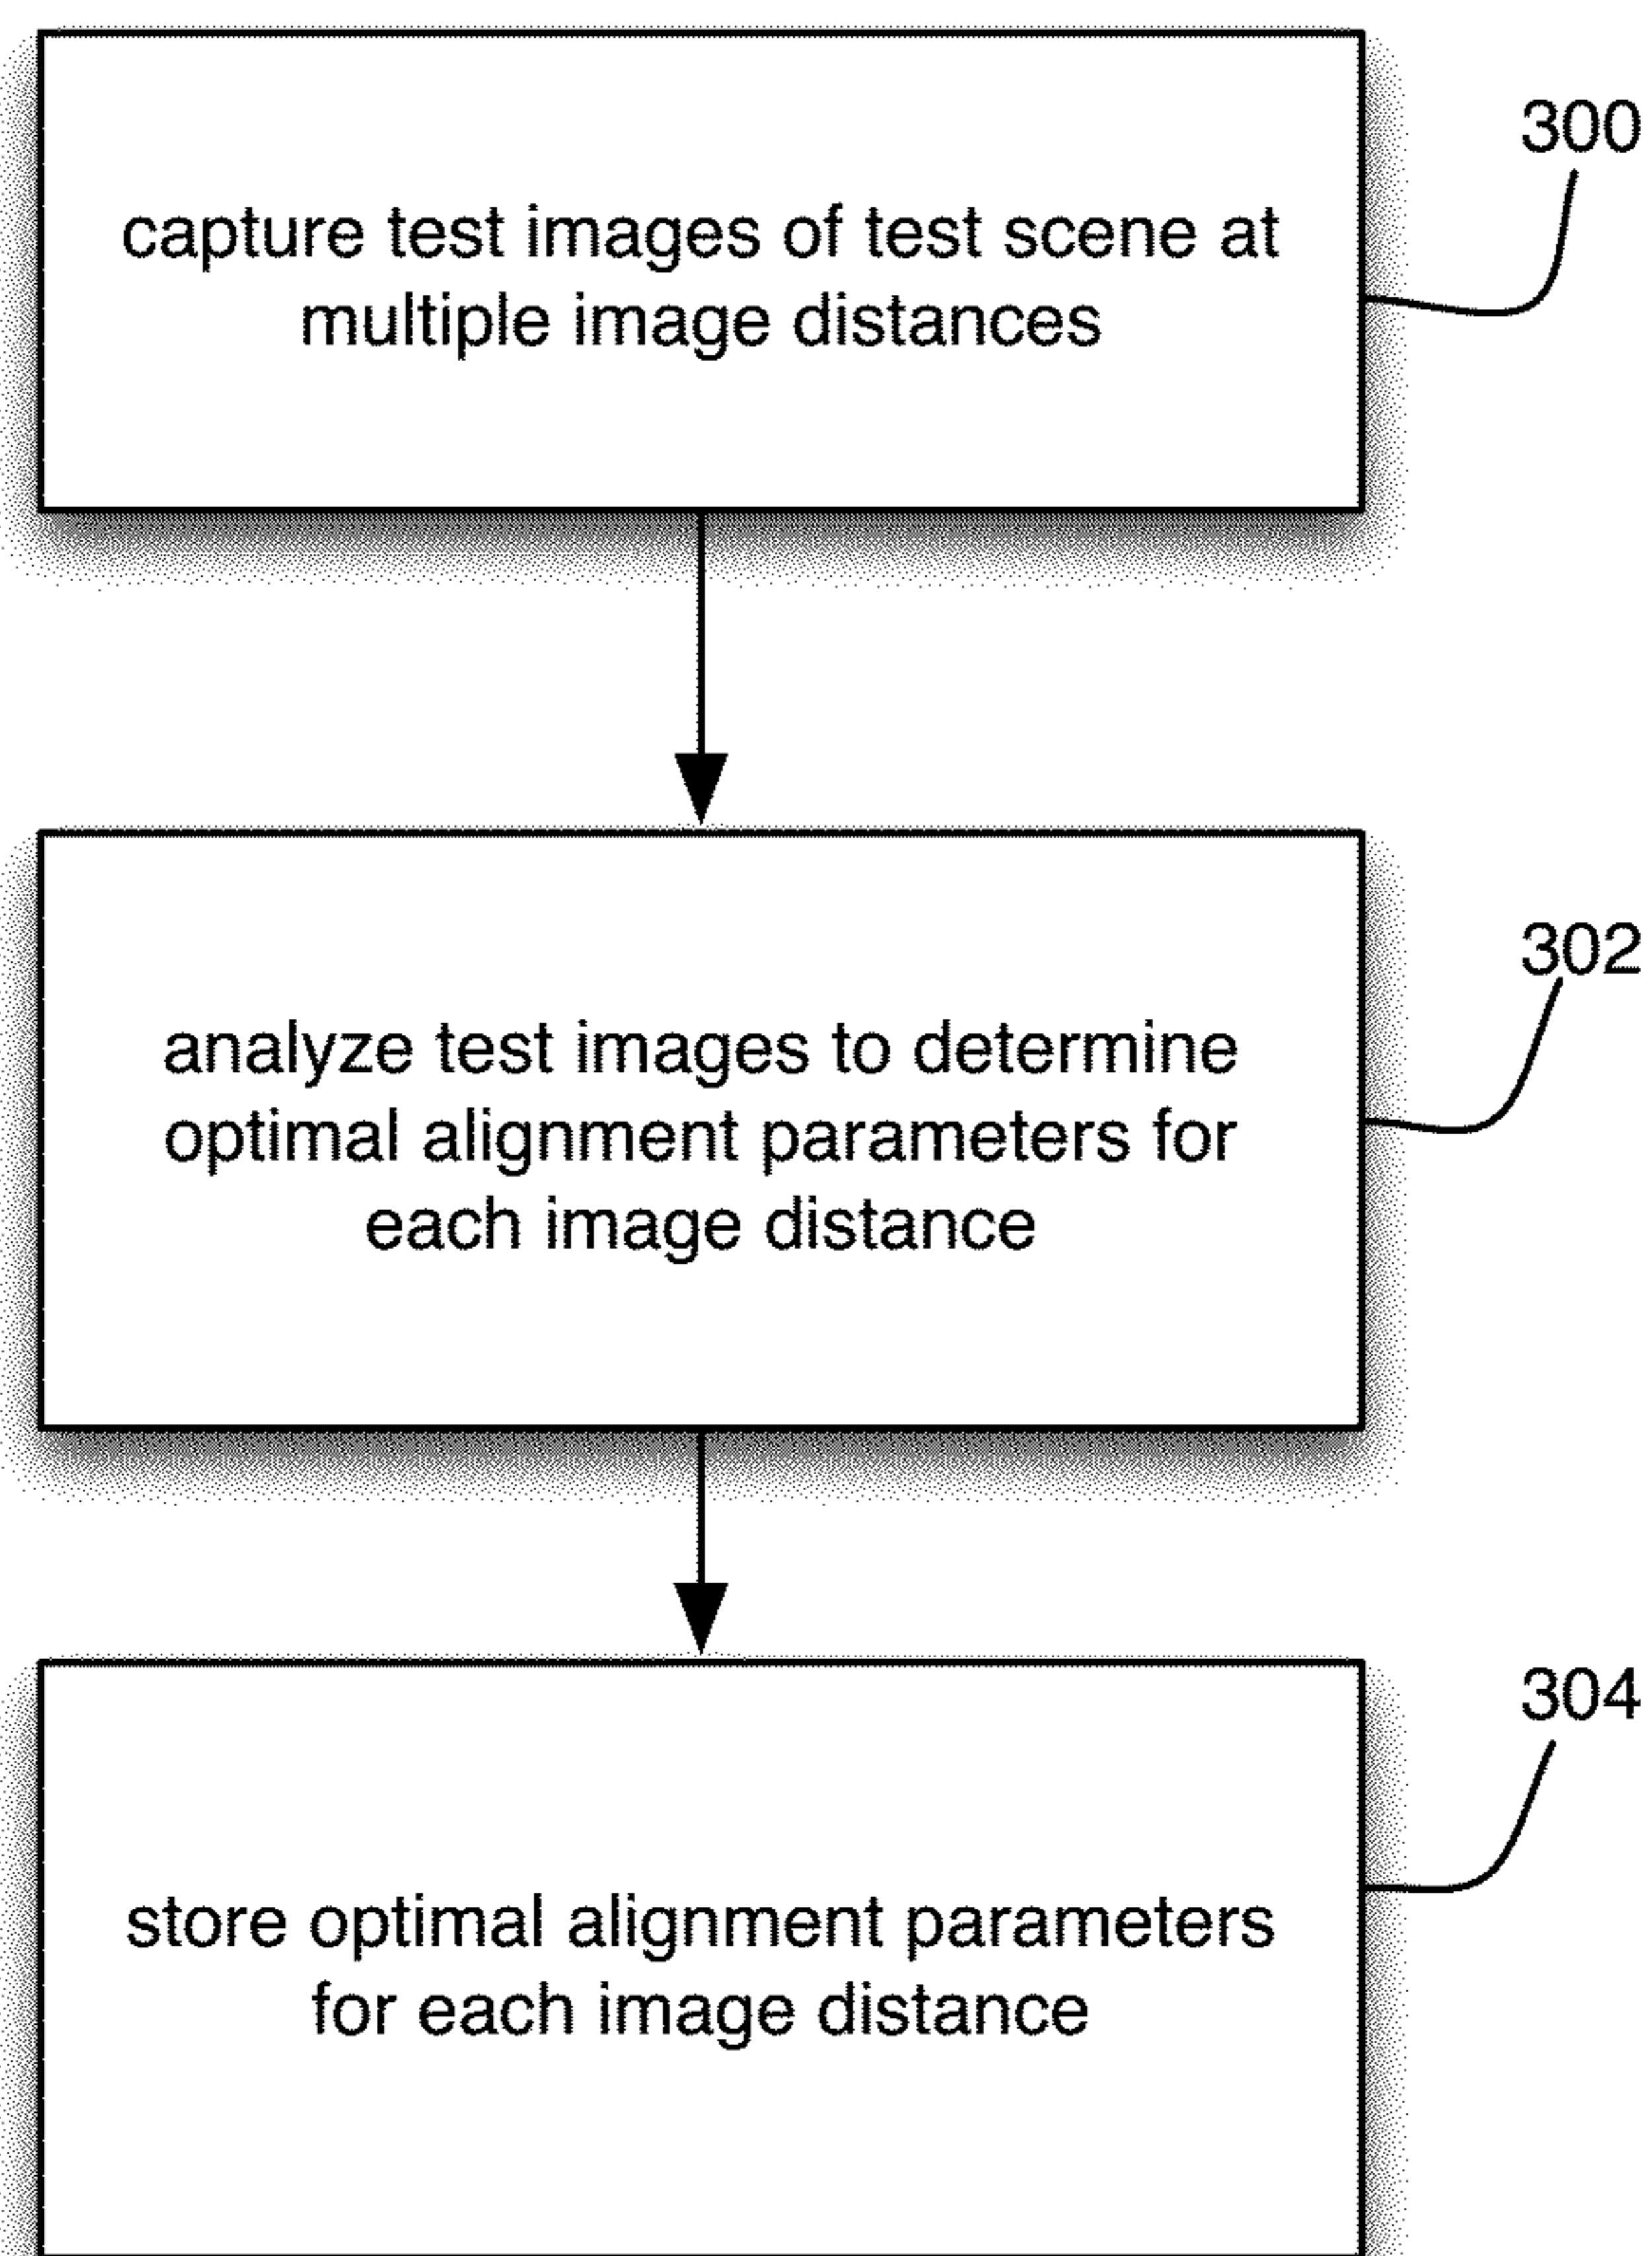 capture test images of test scene at
multiple image distances
300
analyze test images to determine
optimal alignment parameters for
each image distance
302
store optimal alignment parameters
for each image distance
304